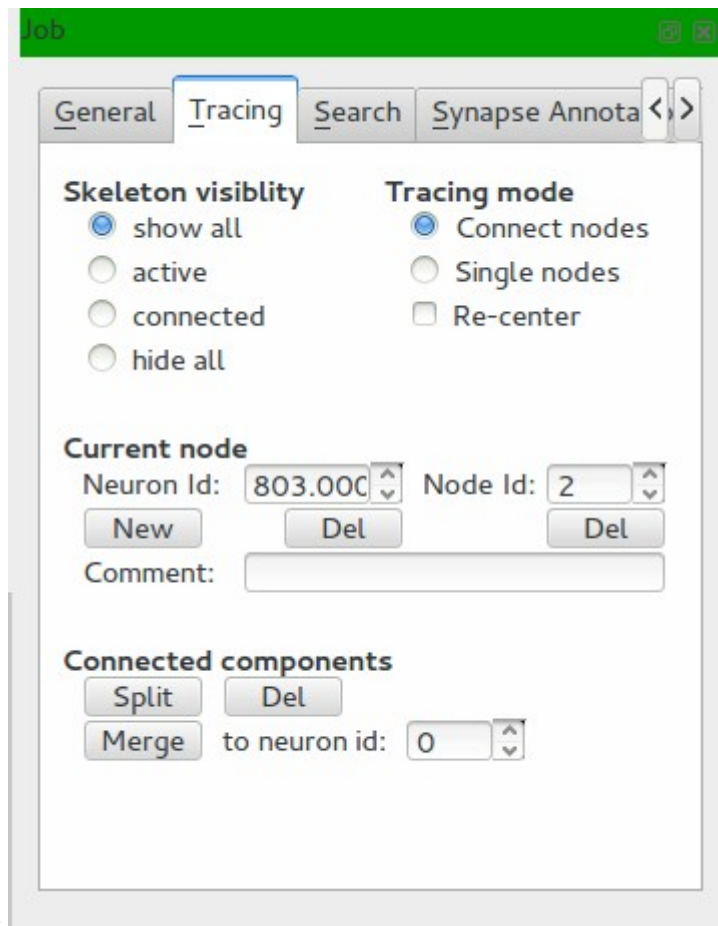 Job
General Tracing Search Synapse Annota
Skeleton visiblity Tracing mode
show all Connect nodes
active Single nodes
connected Re-center
hide all
Current node
Neuron Id: 803.000 Node Id: 2
New Del Del
Comment:
Connected components
Split Del
Merge to neuron id: 0